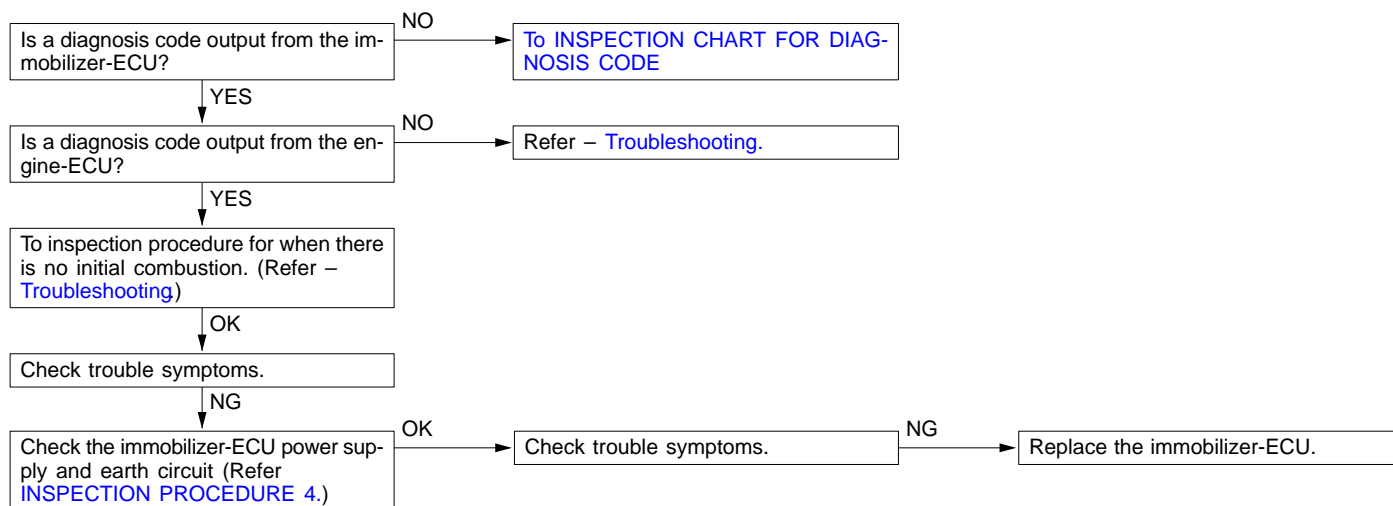 Is a diagnosis code output from the im-
mobilizer-ECU?
NO
To INSPECTION CHART FOR DIAG-
NOSIS CODE
YES
Is a diagnosis code output from the en-
gine-ECU?
NO
Refer – Troubleshooting.
YES
To inspection procedure for when there
is no initial combustion. (Refer –
Troubleshooting.)
OK
Check trouble symptoms.
NG
Check the immobilizer-ECU power sup-
ply and earth circuit (Refer
INSPECTION PROCEDURE 4.)
OK
Check trouble symptoms.
NG
Replace the immobilizer-ECU.